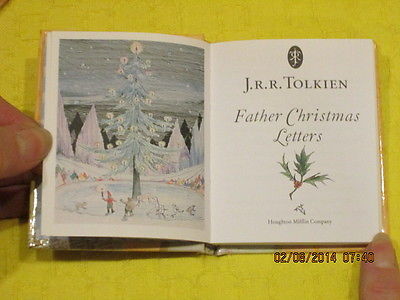 J.R.R. TOLKIEN
Father Christmas
Letters
Houghton Mifflin Company
02/09/2014 07:40